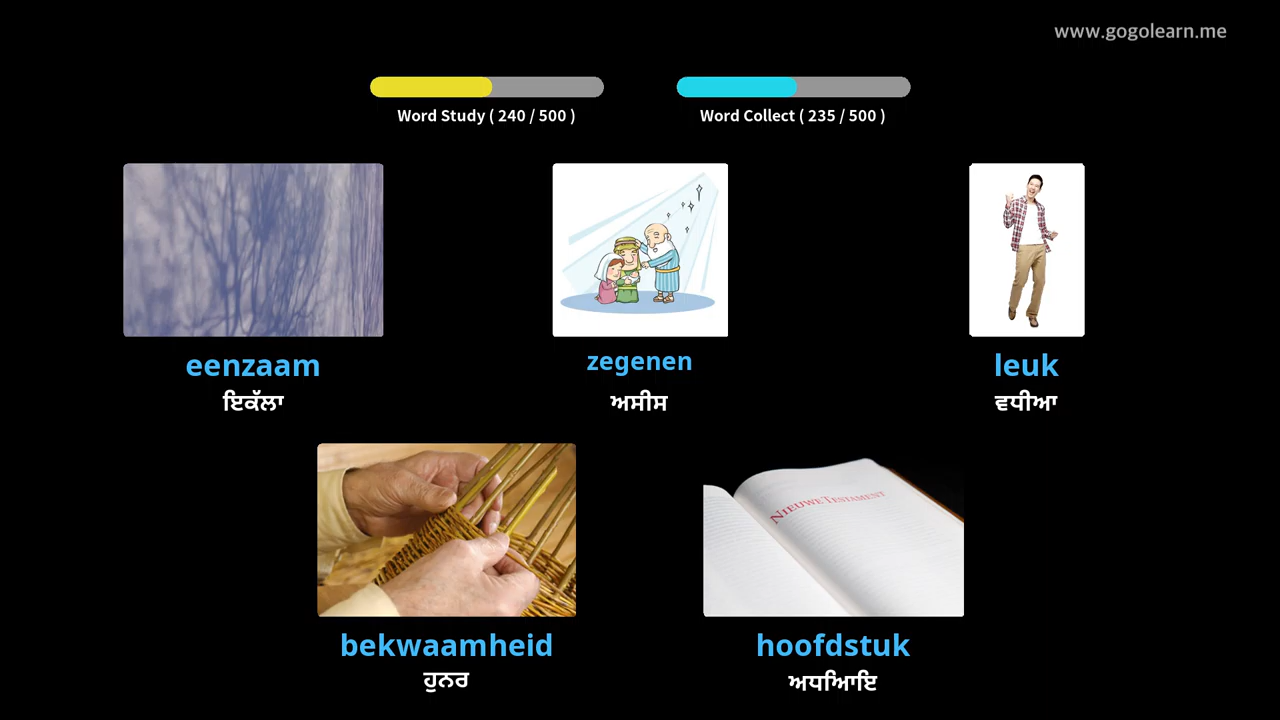 www.gogolearn.me
Word Study ( 240 / 500 )
Word Collect ( 235 / 500 )
eenzaam
ਇਕੱਲਾ
zegenen
ਅਸੀਸ
leuk
ਵਧੀਆ
NIEUWE TESTAMENT
bekwaamheid
ਹੁਨਰ
hoofdstuk
ਅਧਿਆਇ